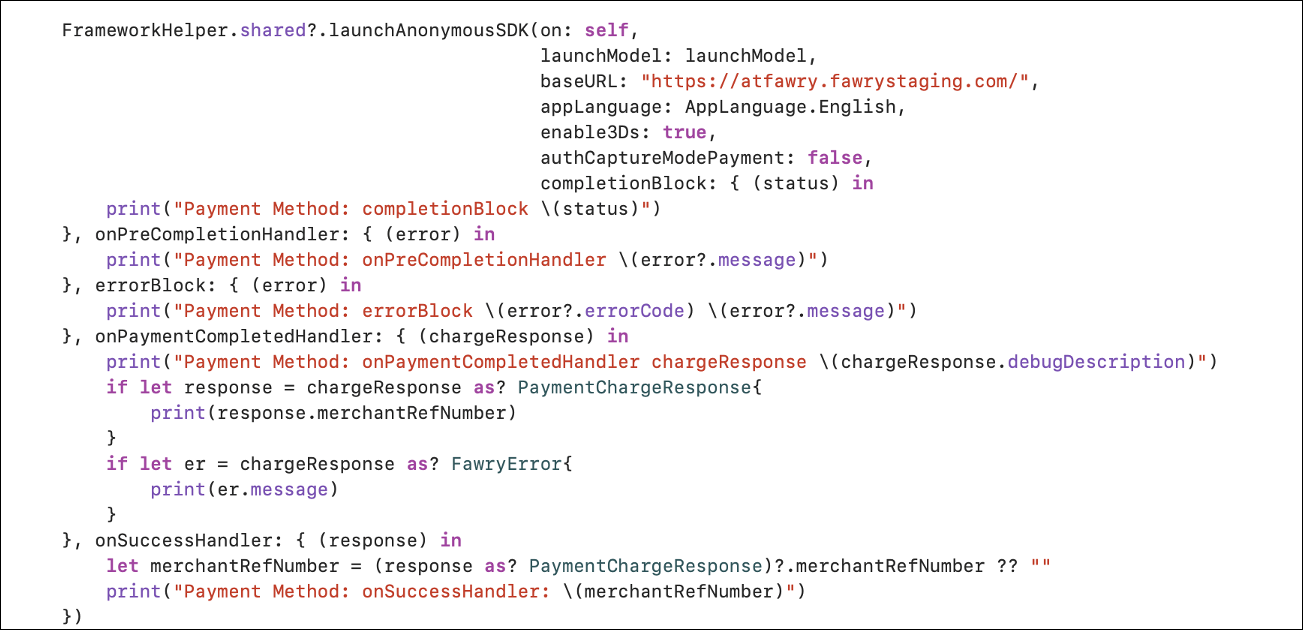 FrameworkHelper.shared?.launchAnonymousSDK(on: self,
launchModel: launchModel,
baseURL: "https://atfawry.fawrystaging.com/",
appLanguage: AppLanguage.English,
enable3Ds: true,
authCaptureModePayment: false,
completionBlock: { (status) in
print("Payment Method: completionBlock \(status)")
}, onPreCompletionHandler: { (error) in
print("Payment Method: onPreCompletionHandler \(error?.message)")
}, errorBlock: { (error) in
print("Payment Method: errorBlock \(error?.errorCode) \(error?.message)")
}, onPaymentCompletedHandler: { (chargeResponse) in
print("Payment Method: onPaymentCompletedHandler chargeResponse \(chargeResponse.debugDescription)")
if let response = chargeResponse as? PaymentChargeResponse{
print(response.merchantRefNumber)
}
if let er = chargeResponse as? FawryError{
print(er.message)
}
}, onSuccessHandler: { (response) in
let merchantRefNumber = (response as? PaymentChargeResponse)?.merchantRefNumber ?? ""
print("Payment Method: onSuccessHandler: \(merchantRefNumber)")
})